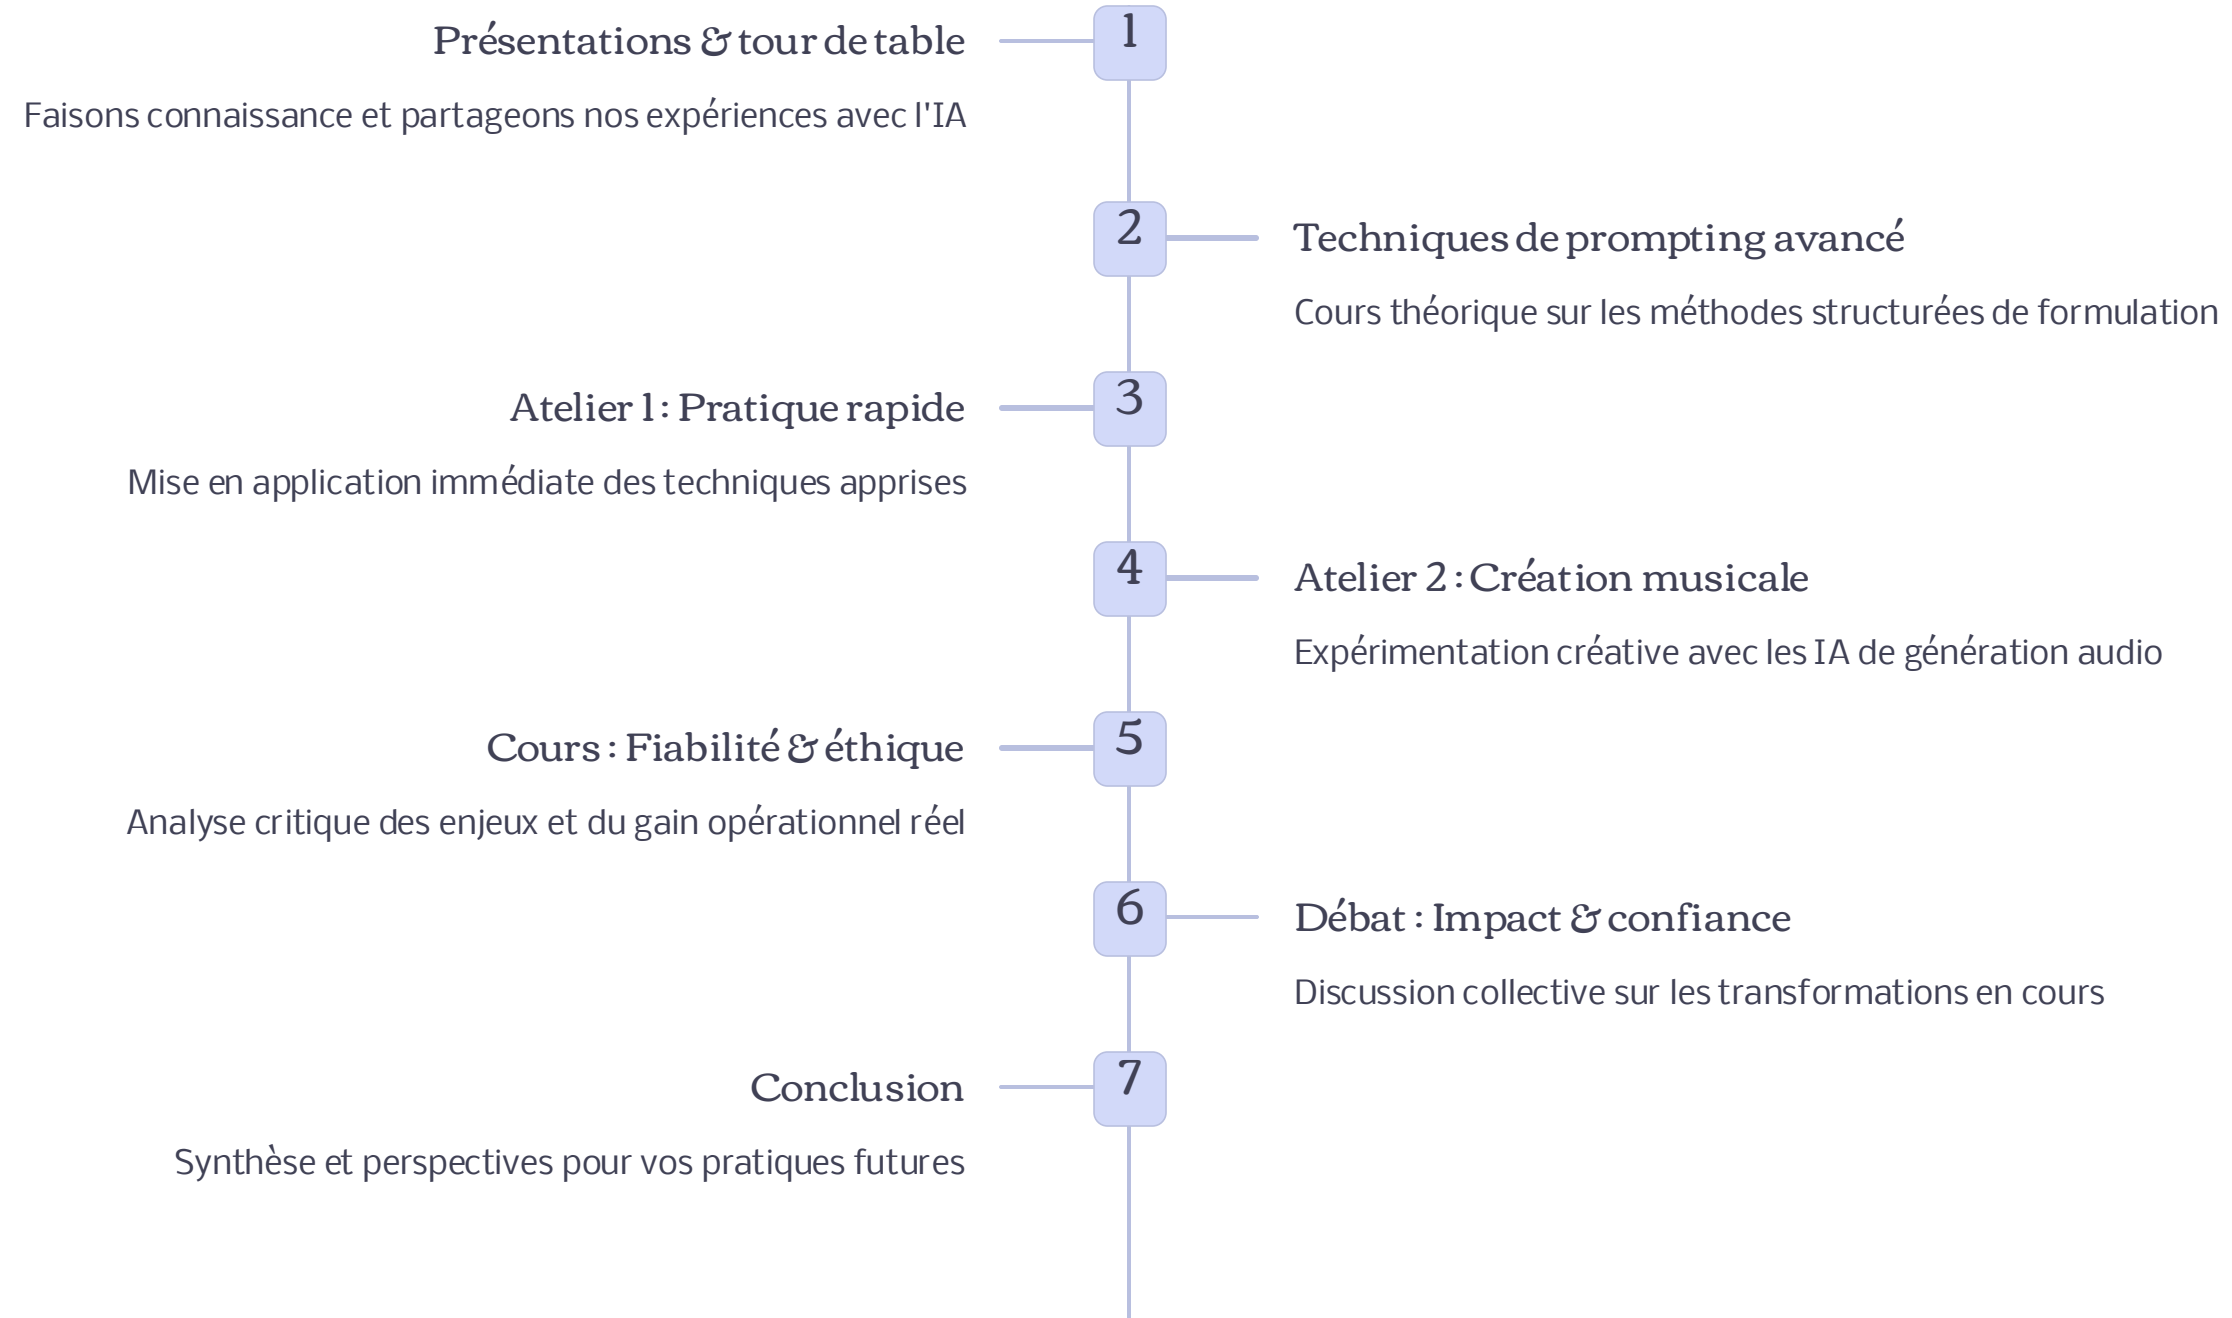 Présentations & tour de table
1
Faisons connaissance et partageons nos expériences avec l'IA
2
Techniques de prompting avancé
Cours théorique sur les méthodes structurées de formulation
Atelier 1 : Pratique rapide
3
Mise en application immédiate des techniques apprises
4
Atelier 2 : Création musicale
Expérimentation créative avec les IA de génération audio
Cours : Fiabilité & éthique
5
Analyse critique des enjeux et du gain opérationnel réel
6
Débat : Impact & confiance
Discussion collective sur les transformations en cours
Conclusion
7
Synthèse et perspectives pour vos pratiques futures